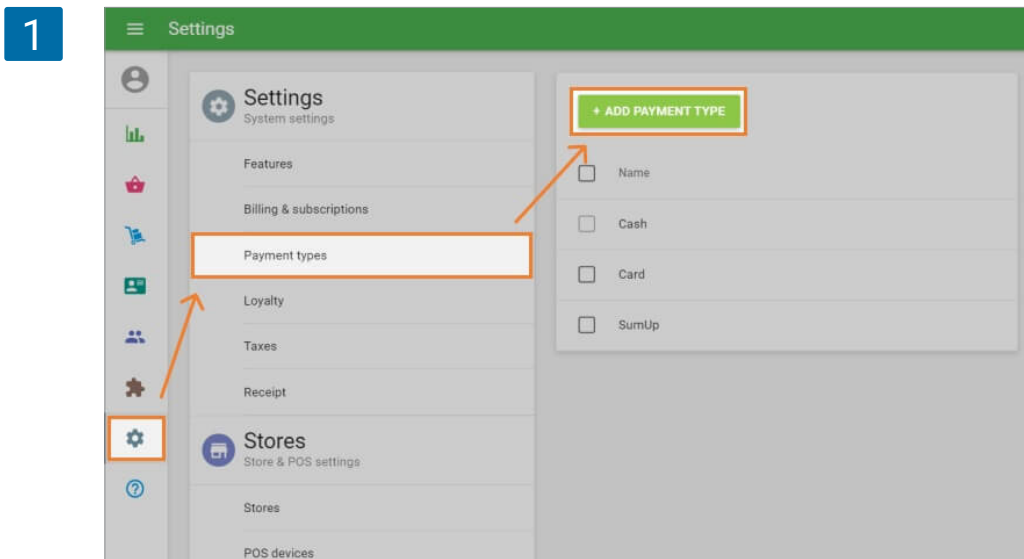 1
Settings
Settings
System settings
Features
Billing & subscriptions
Payment types
Loyalty
Taxes
Receipt
Stores
Store & POS settings
Stores
POS devices
+ ADD PAYMENT TYPE
Name
Cash
Card
SumUp